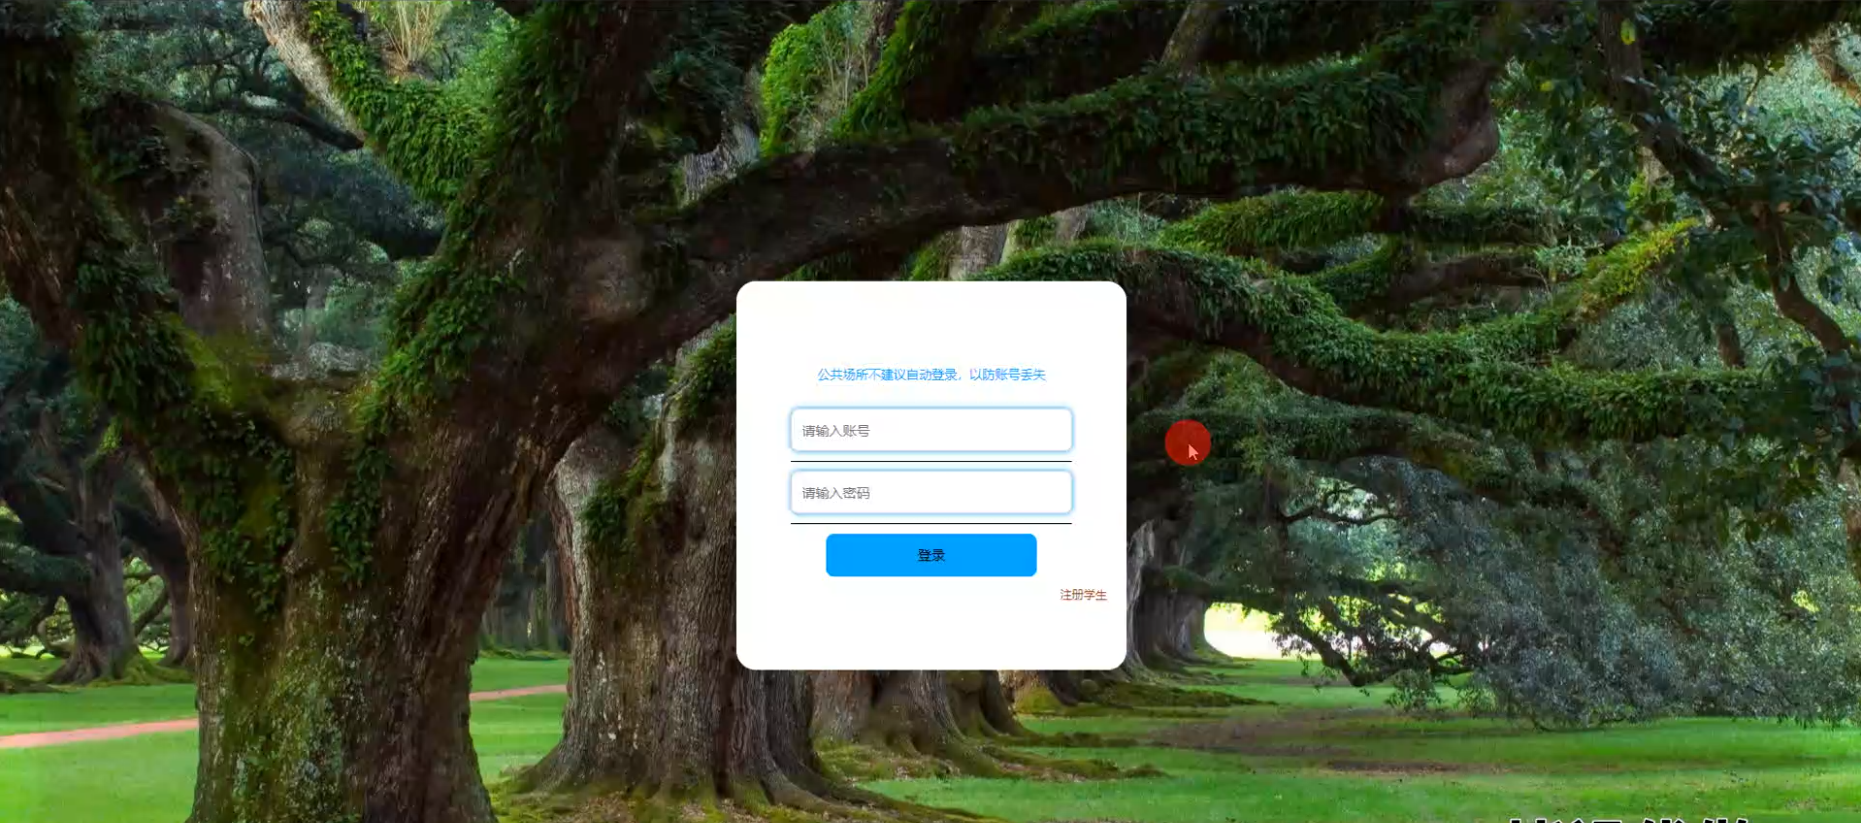 公共场所不建议自动登录，以防账号丢失
请输入账号
请输入密码
登录
注册学生